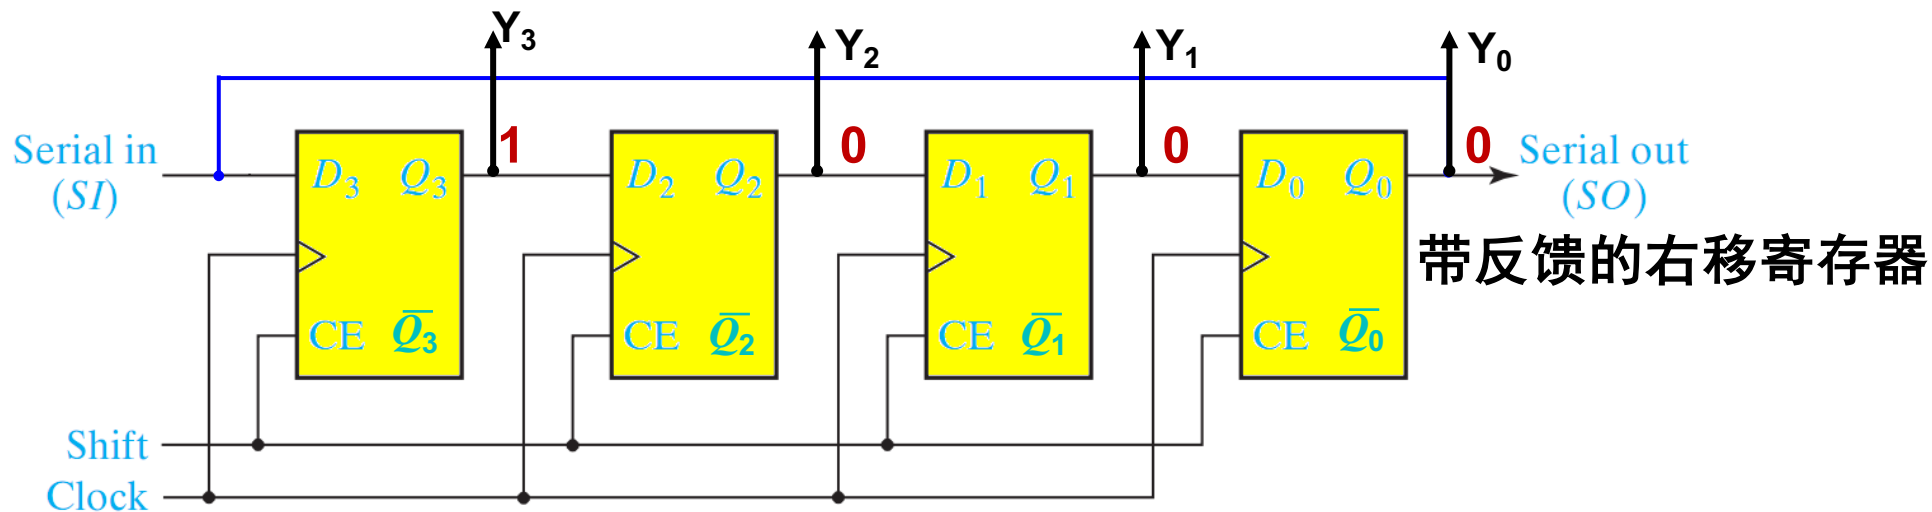 Y₃ Y₂ Y₁ Y₀
1 0 0 0
Serial in
(SI)
D₃ Q₃ D₂ Q₂ D₁ Q₁ D₀ Q₀
Serial out
(SO)
带反馈的右移寄存器
CE Q̅₃ CE Q̅₂ CE Q̅₁ CE Q̅₀
Shift
Clock